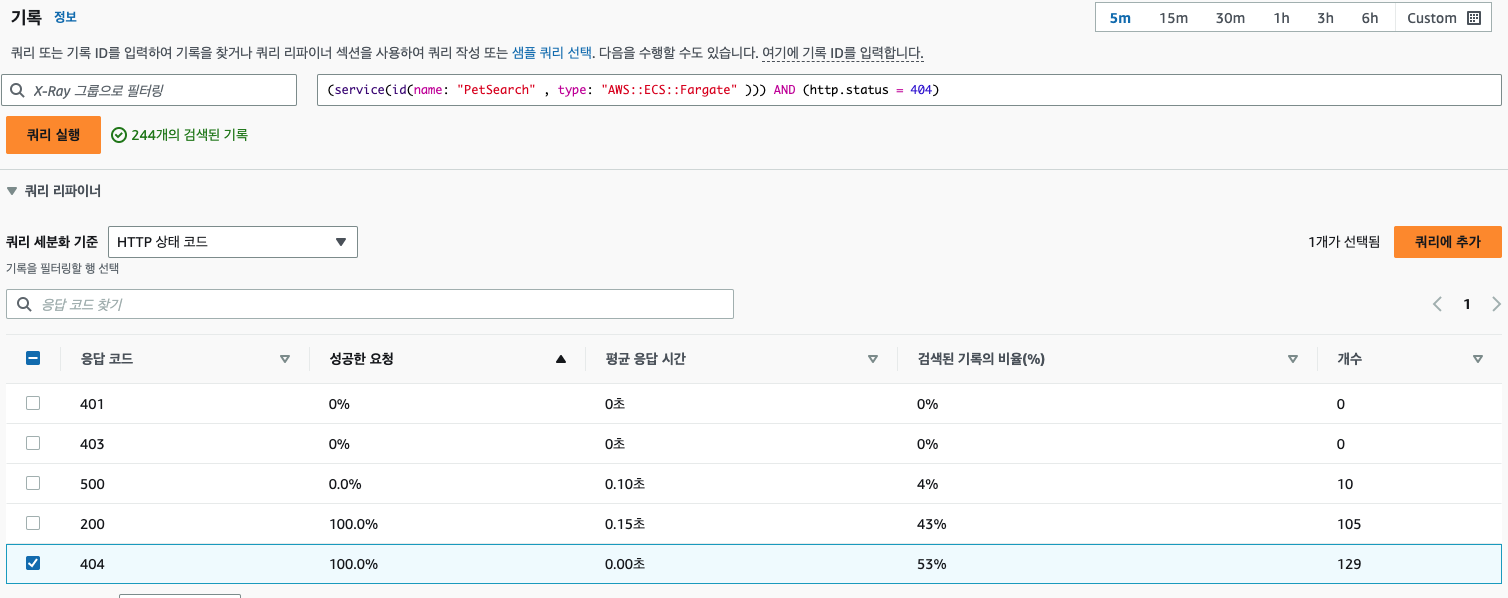 기록 정보
5m 15m 30m 1h 3h 6h Custom
쿼리 또는 기록 ID를 입력하여 기록을 찾거나 쿼리 리파이너 섹션을 사용하여 쿼리 작성 또는 샘플 쿼리 선택. 다음을 수행할 수도 있습니다. 여기에 기록 ID를 입력합니다.
X-Ray 그룹으로 필터링
(service(id(name: "PetSearch" , type: "AWS::ECS::Fargate" ))) AND (http.status = 404)
쿼리 실행 244개의 검색된 기록
쿼리 리파이너
쿼리 세분화 기준 HTTP 상태 코드 1개가 선택됨 쿼리에 추가
기록을 필터링할 행 선택
응답 코드 찾기 1
응답 코드 성공한 요청 평균 응답 시간 검색된 기록의 비율(%) 개수
401 0% 0초 0% 0
403 0% 0초 0% 0
500 0.0% 0.10초 4% 10
200 100.0% 0.15초 43% 105
404 100.0% 0.00초 53% 129